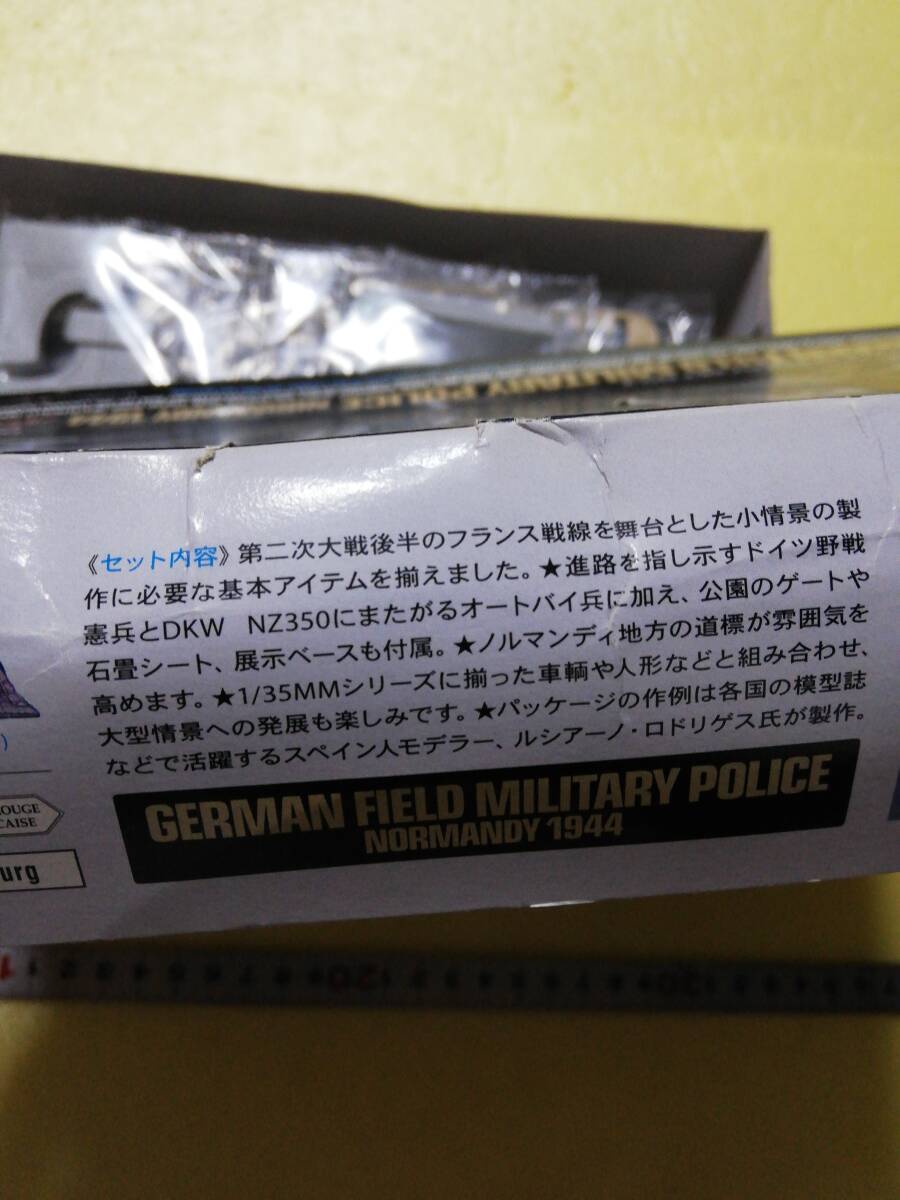 MILITARY POLICE
《セット内容》第二次大戦後半のフランス戦線を舞台とした小情景の製
作に必要な基本アイテムを揃えました。★進路を指し示すドイツ野戦
憲兵とDKW NZ350にまたがるオートバイ兵に加え、公園のゲートや
石畳シート、展示ベースも付属。★ノルマンディ地方の道標が雰囲気を
高めます。★1/35MMシリーズに揃った車輌や人形などと組み合わせ、
大型情景への発展も楽しみです。★パッケージの作例は各国の模型誌
などで活躍するスペイン人モデラー、ルシアーノ・ロドリゲス氏が製作。
)
OUGE
CAISE
urg
GERMAN FIELD MILITARY POLICE
NORMANDY 1944